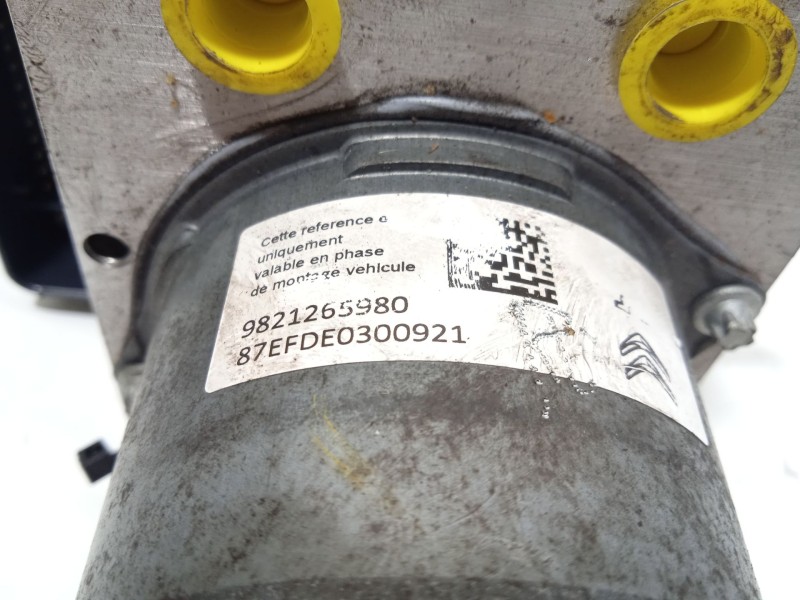 Cette reference e
uniquement
valable en phase
de montage vehicule
9821265980
87EFDE0300921